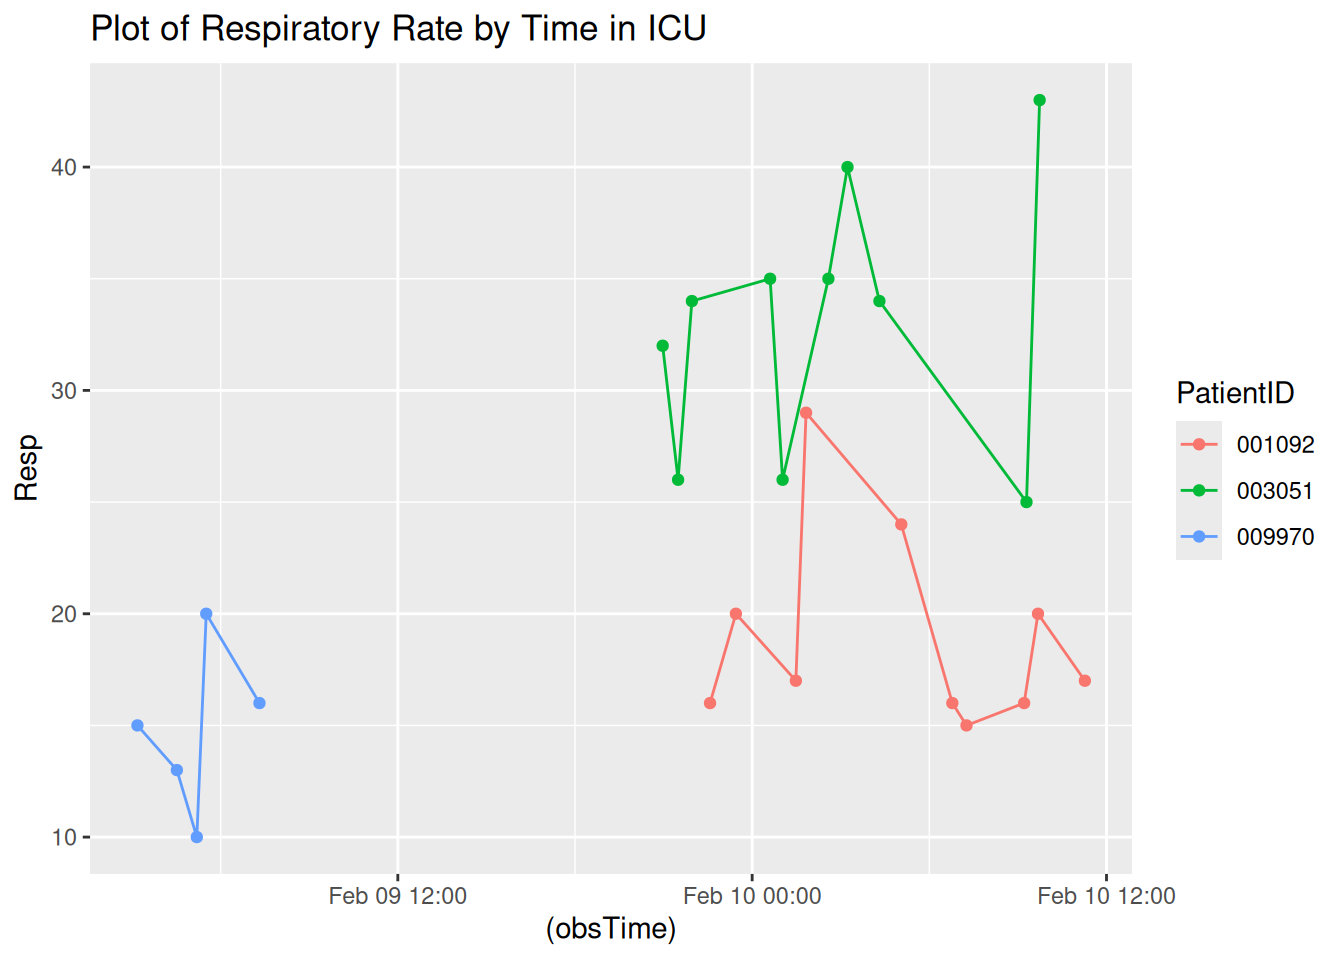 Plot of Respiratory Rate by Time in ICU
40
30
20
10
Resp
Feb 09 12:00
Feb 10 00:00
Feb 10 12:00
(obsTime)
PatientID
001092
003051
009970